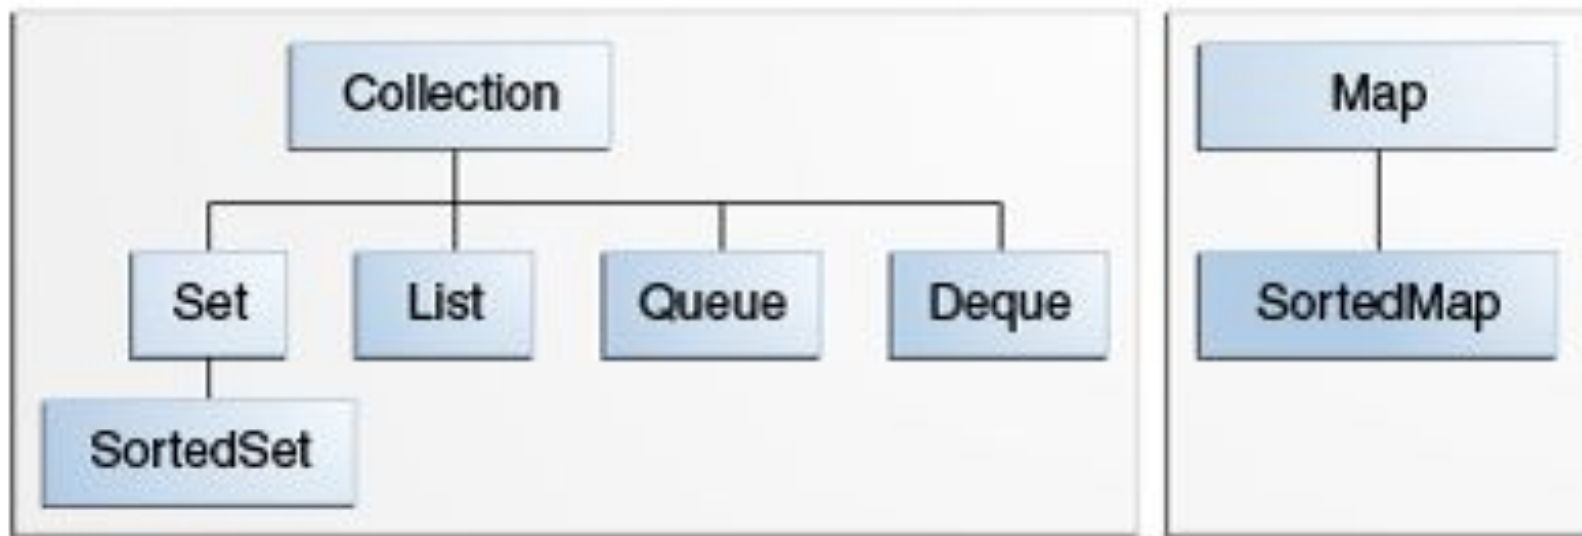 Collection
Map
Set
List
Queue
Deque
SortedMap
SortedSet